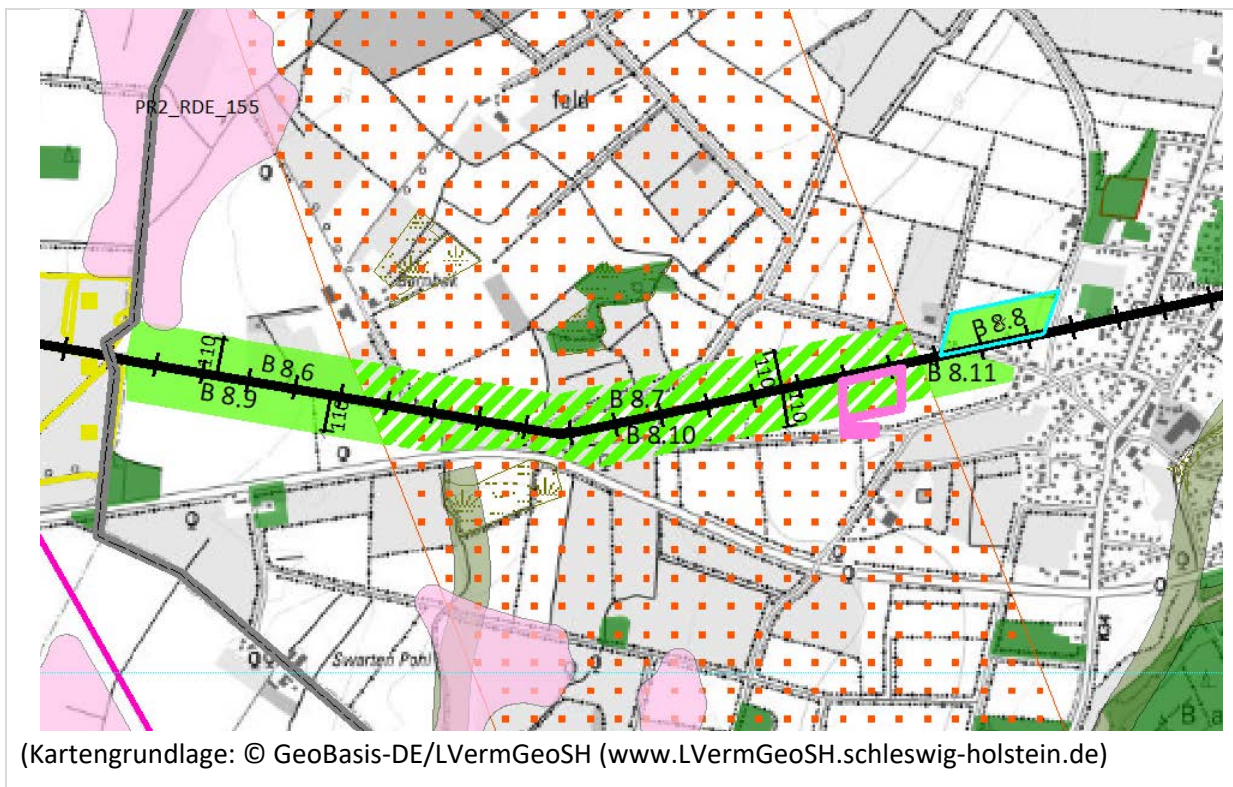 PR2_RDE_155
feld
B 8.8
110
B 8.6
B 8.9
110
B 8.7
110
B 8.11
110
B 8.10
Swarten Pohl
K34
(Kartengrundlage: © GeoBasis-DE/LVermGeoSH (www.LVermGeoSH.schleswig-holstein.de)